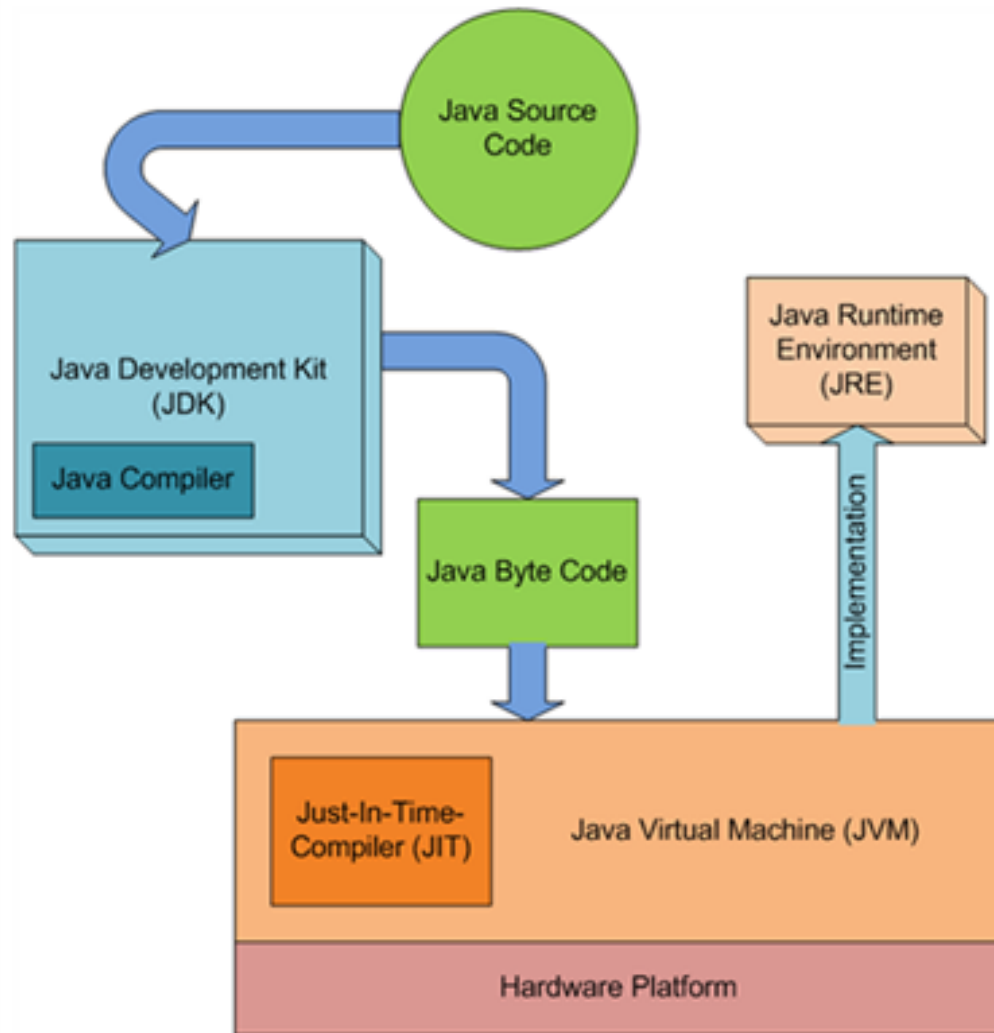 Java Source
Code
Java Development Kit
(JDK)
Java Compiler
Java Runtime
Environment
(JRE)
Java Byte Code
Implementation
Just-In-Time-
Compiler (JIT)
Java Virtual Machine (JVM)
Hardware Platform